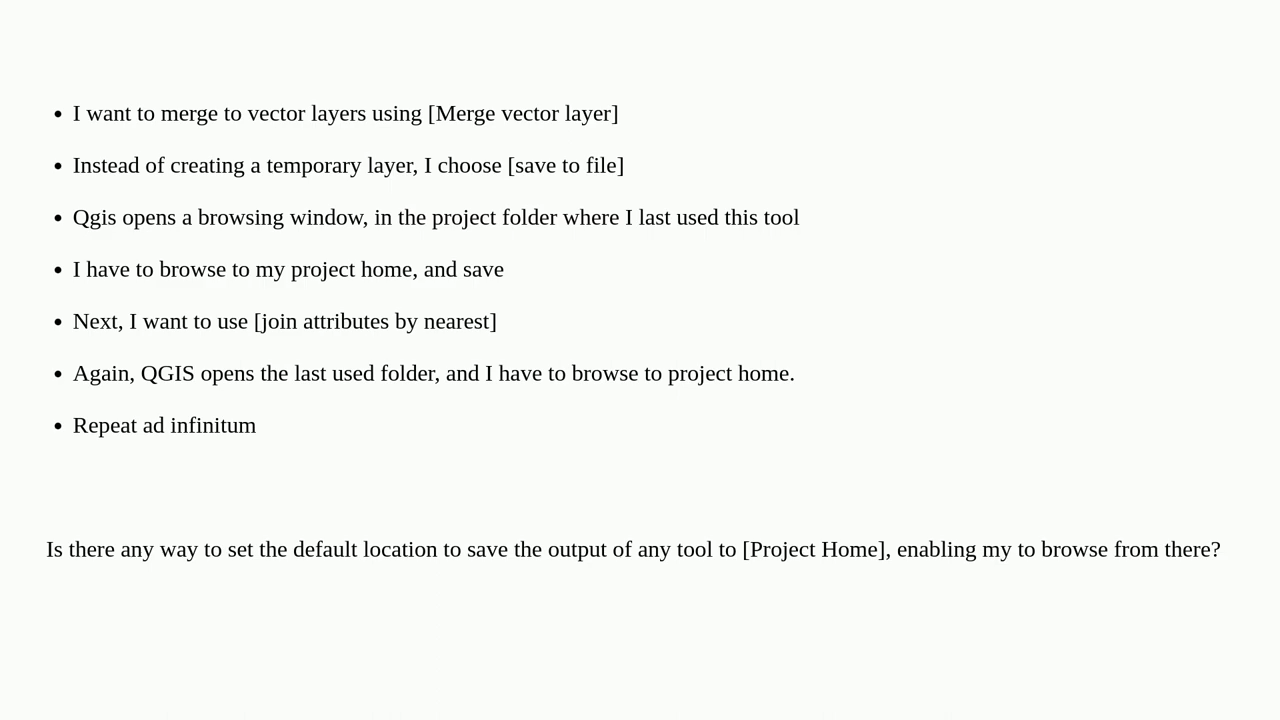 • I want to merge to vector layers using [Merge vector layer]
• Instead of creating a temporary layer, I choose [save to file]
• Qgis opens a browsing window, in the project folder where I last used this tool
• I have to browse to my project home, and save
• Next, I want to use [join attributes by nearest]
• Again, QGIS opens the last used folder, and I have to browse to project home.
• Repeat ad infinitum
Is there any way to set the default location to save the output of any tool to [Project Home], enabling my to browse from there?